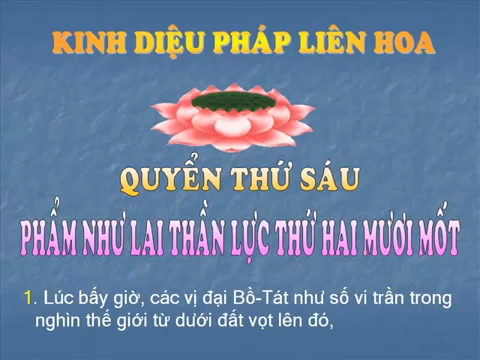 KINH DIỆU PHÁP LIÊN HOA
QUYỂN THỨ SÁU
PHẨM NHƯ LAI THẦN LỰC THỨ HAI MƯƠI MỐT
1. Lúc bấy giờ, các vị đại Bồ-Tát như số vi trần trong
nghìn thế giới từ dưới đất vọt lên đó,